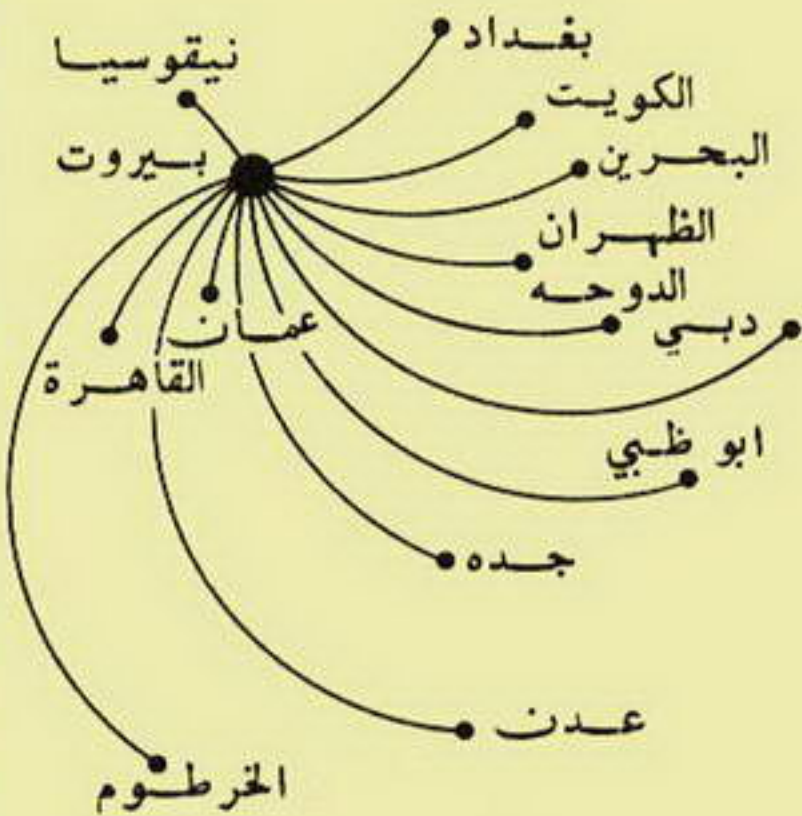 بغداد
نيقوسيا
الكويت
بيروت
البحرين
الظهران
الدوحه
دبي
عمان
القاهرة
ابو ظبي
جده
عدن
الخرطوم